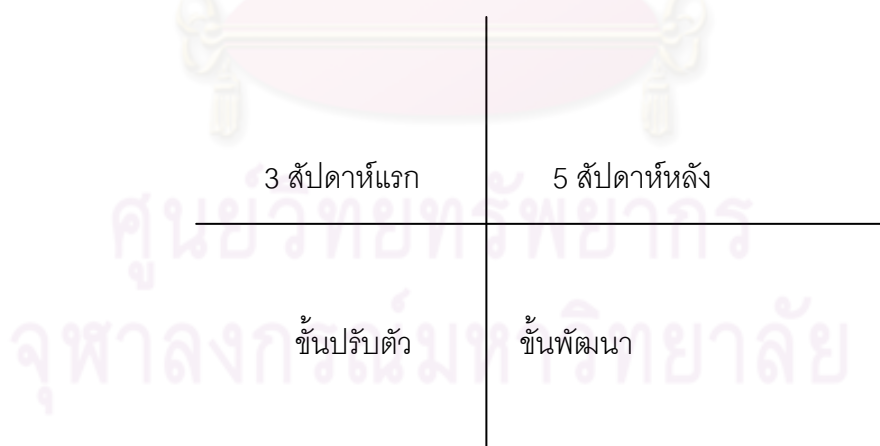 3 สัปดาห์แรก 5 สัปดาห์หลัง
ศูนย์วิทยทรัพยากร
ขั้นปรับตัว ขั้นพัฒนา
จุฬาลงกรณ์มหาวิทยาลัย